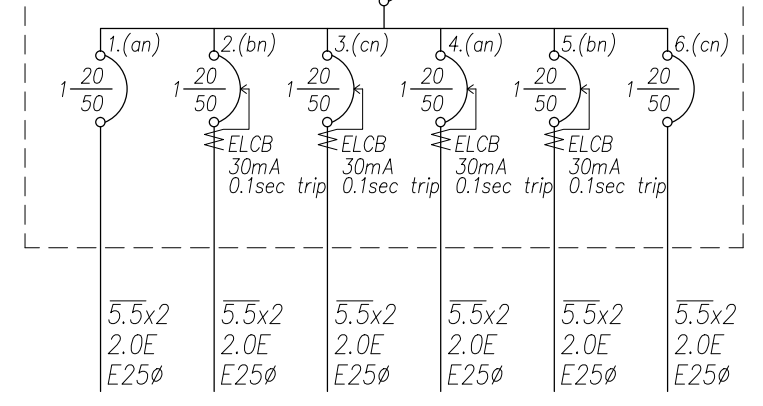 1.(an) 2.(bn) 3.(cn) 4.(an) 5.(bn) 6.(cn)
1 20/50 1 20/50 1 20/50 1 20/50 1 20/50 1 20/50
ELCB ELCB ELCB ELCB
30mA 30mA 30mA 30mA
0.1sec trip 0.1sec trip 0.1sec trip 0.1sec trip
5.5x2 5.5x2 5.5x2 5.5x2 5.5x2 5.5x2
2.0E 2.0E 2.0E 2.0E 2.0E 2.0E
E25ø E25ø E25ø E25ø E25ø E25ø